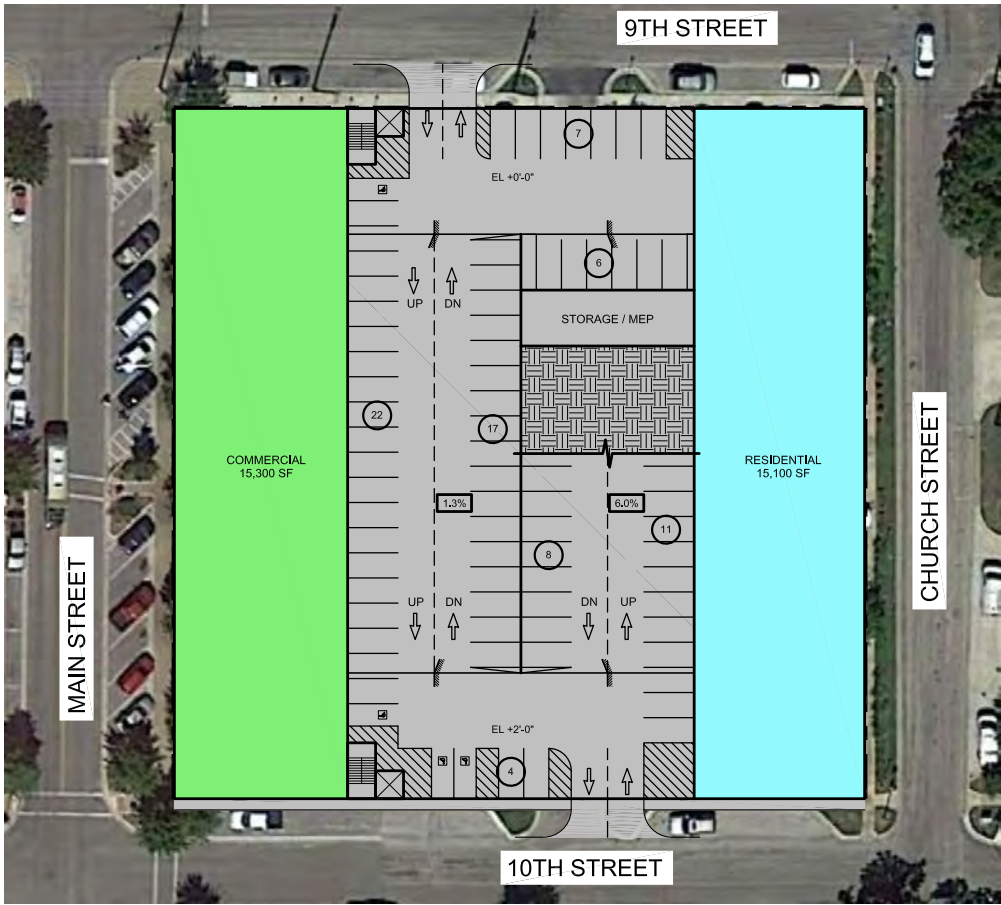 9TH STREET
7
EL +0'-0"
6
UP DN
STORAGE / MEP
22
17
COMMERCIAL
15,300 SF
RESIDENTIAL
15,100 SF
1.3%
6.0%
11
8
CHURCH STREET
MAIN STREET
UP DN
DN UP
EL +2'-0"
4
10TH STREET